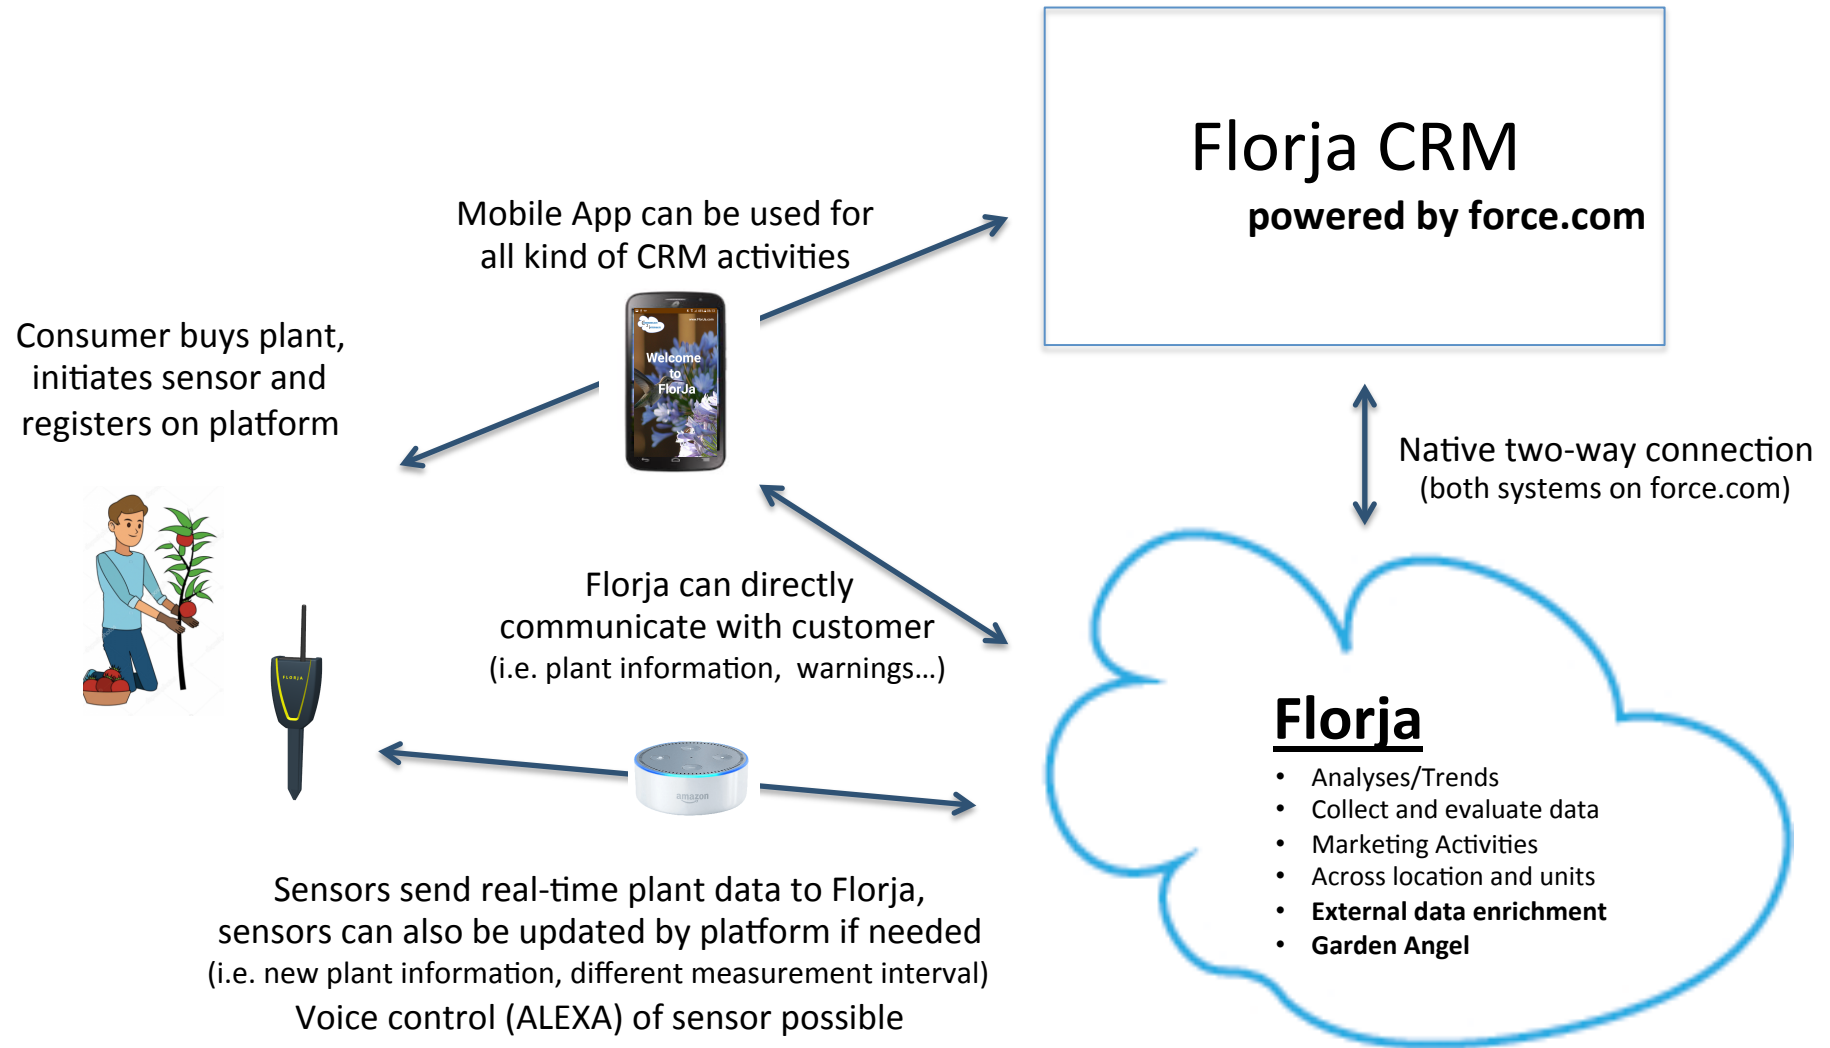 Florja CRM
powered by force.com
Mobile App can be used for
all kind of CRM activities
www.FlorJa.com
Welcome
to
FlorJa
Consumer buys plant,
initiates sensor and
registers on platform
Native two-way connection
(both systems on force.com)
FLORJA
Florja can directly
communicate with customer
(i.e. plant information, warnings...)
amazon
Florja
• Analyses/Trends
• Collect and evaluate data
• Marketing Activities
• Across location and units
• External data enrichment
• Garden Angel
Sensors send real-time plant data to Florja,
sensors can also be updated by platform if needed
(i.e. new plant information, different measurement interval)
Voice control (ALEXA) of sensor possible